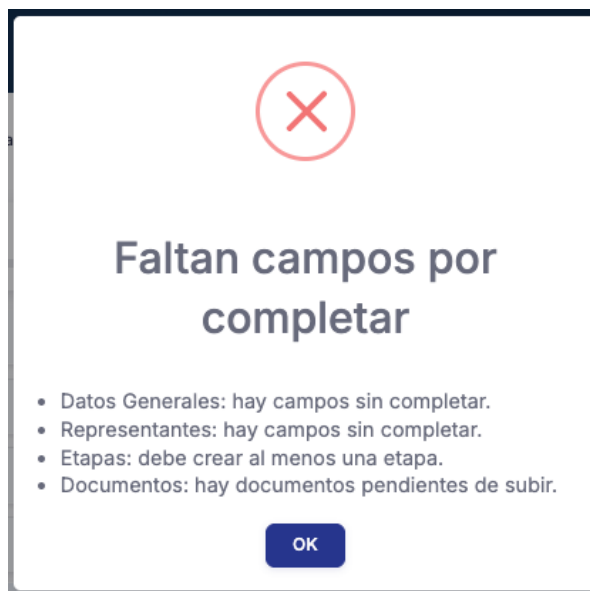 Faltan campos por
completar
• Datos Generales: hay campos sin completar.
• Representantes: hay campos sin completar.
• Etapas: debe crear al menos una etapa.
• Documentos: hay documentos pendientes de subir.
OK